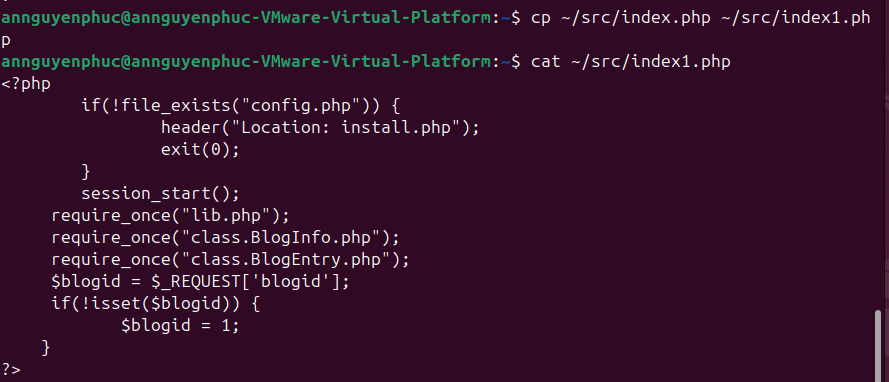 annguyenphuc@annguyenphuc-VMware-Virtual-Platform:~$ cp ~/src/index.php ~/src/index1.ph
p
annguyenphuc@annguyenphuc-VMware-Virtual-Platform:~$ cat ~/src/index1.php
<?php
        if(!file_exists("config.php")) {
                header("Location: install.php");
                exit(0);
        }
        session_start();
     require_once("lib.php");
     require_once("class.BlogInfo.php");
     require_once("class.BlogEntry.php");
     $blogid = $_REQUEST['blogid'];
     if(!isset($blogid)) {
            $blogid = 1;
    }
?>